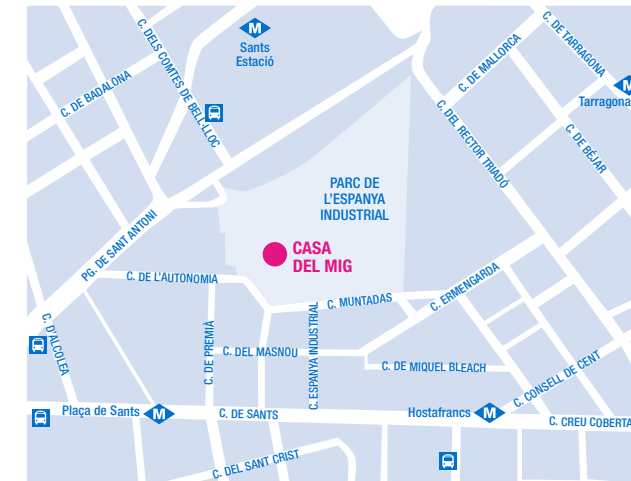 M
Sants
Estació
C. DE TARRAGONA
C. DE MALLORCA
M
Tarragona
C. DELS COMTES DE BELL-LLOC
C. DE BADALONA
C. DEL RECTOR TRIADÓ
C. DE BÉJAR
PARC DE
L'ESPANYA
INDUSTRIAL
PG. DE SANT ANTONI
CASA
DEL MIG
C. DE L'AUTONOMIA
C. ERMENGARDA
C. MUNTADAS
C. D'ALCOLEA
C. DE PREMIÀ
C. ESPANYA INDUSTRIAL
C. DEL MASNOU
C. DE MIQUEL BLEACH
C. CONSELL DE CENT
Plaça de Sants
M
C. DE SANTS
Hostafrancs
M
C. CREU COBERTA
C. DEL SANT CRIST